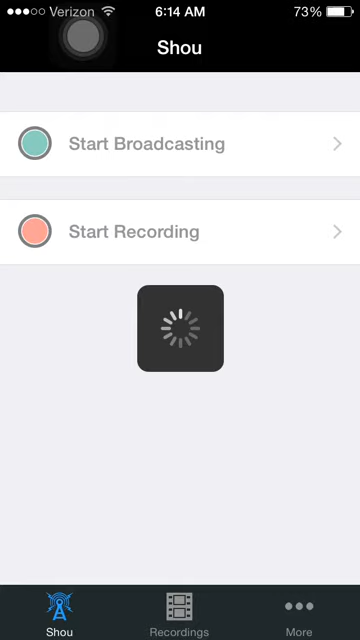 Verizon 6:14 AM 73%
Shou
Start Broadcasting
Start Recording
Shou Recordings More